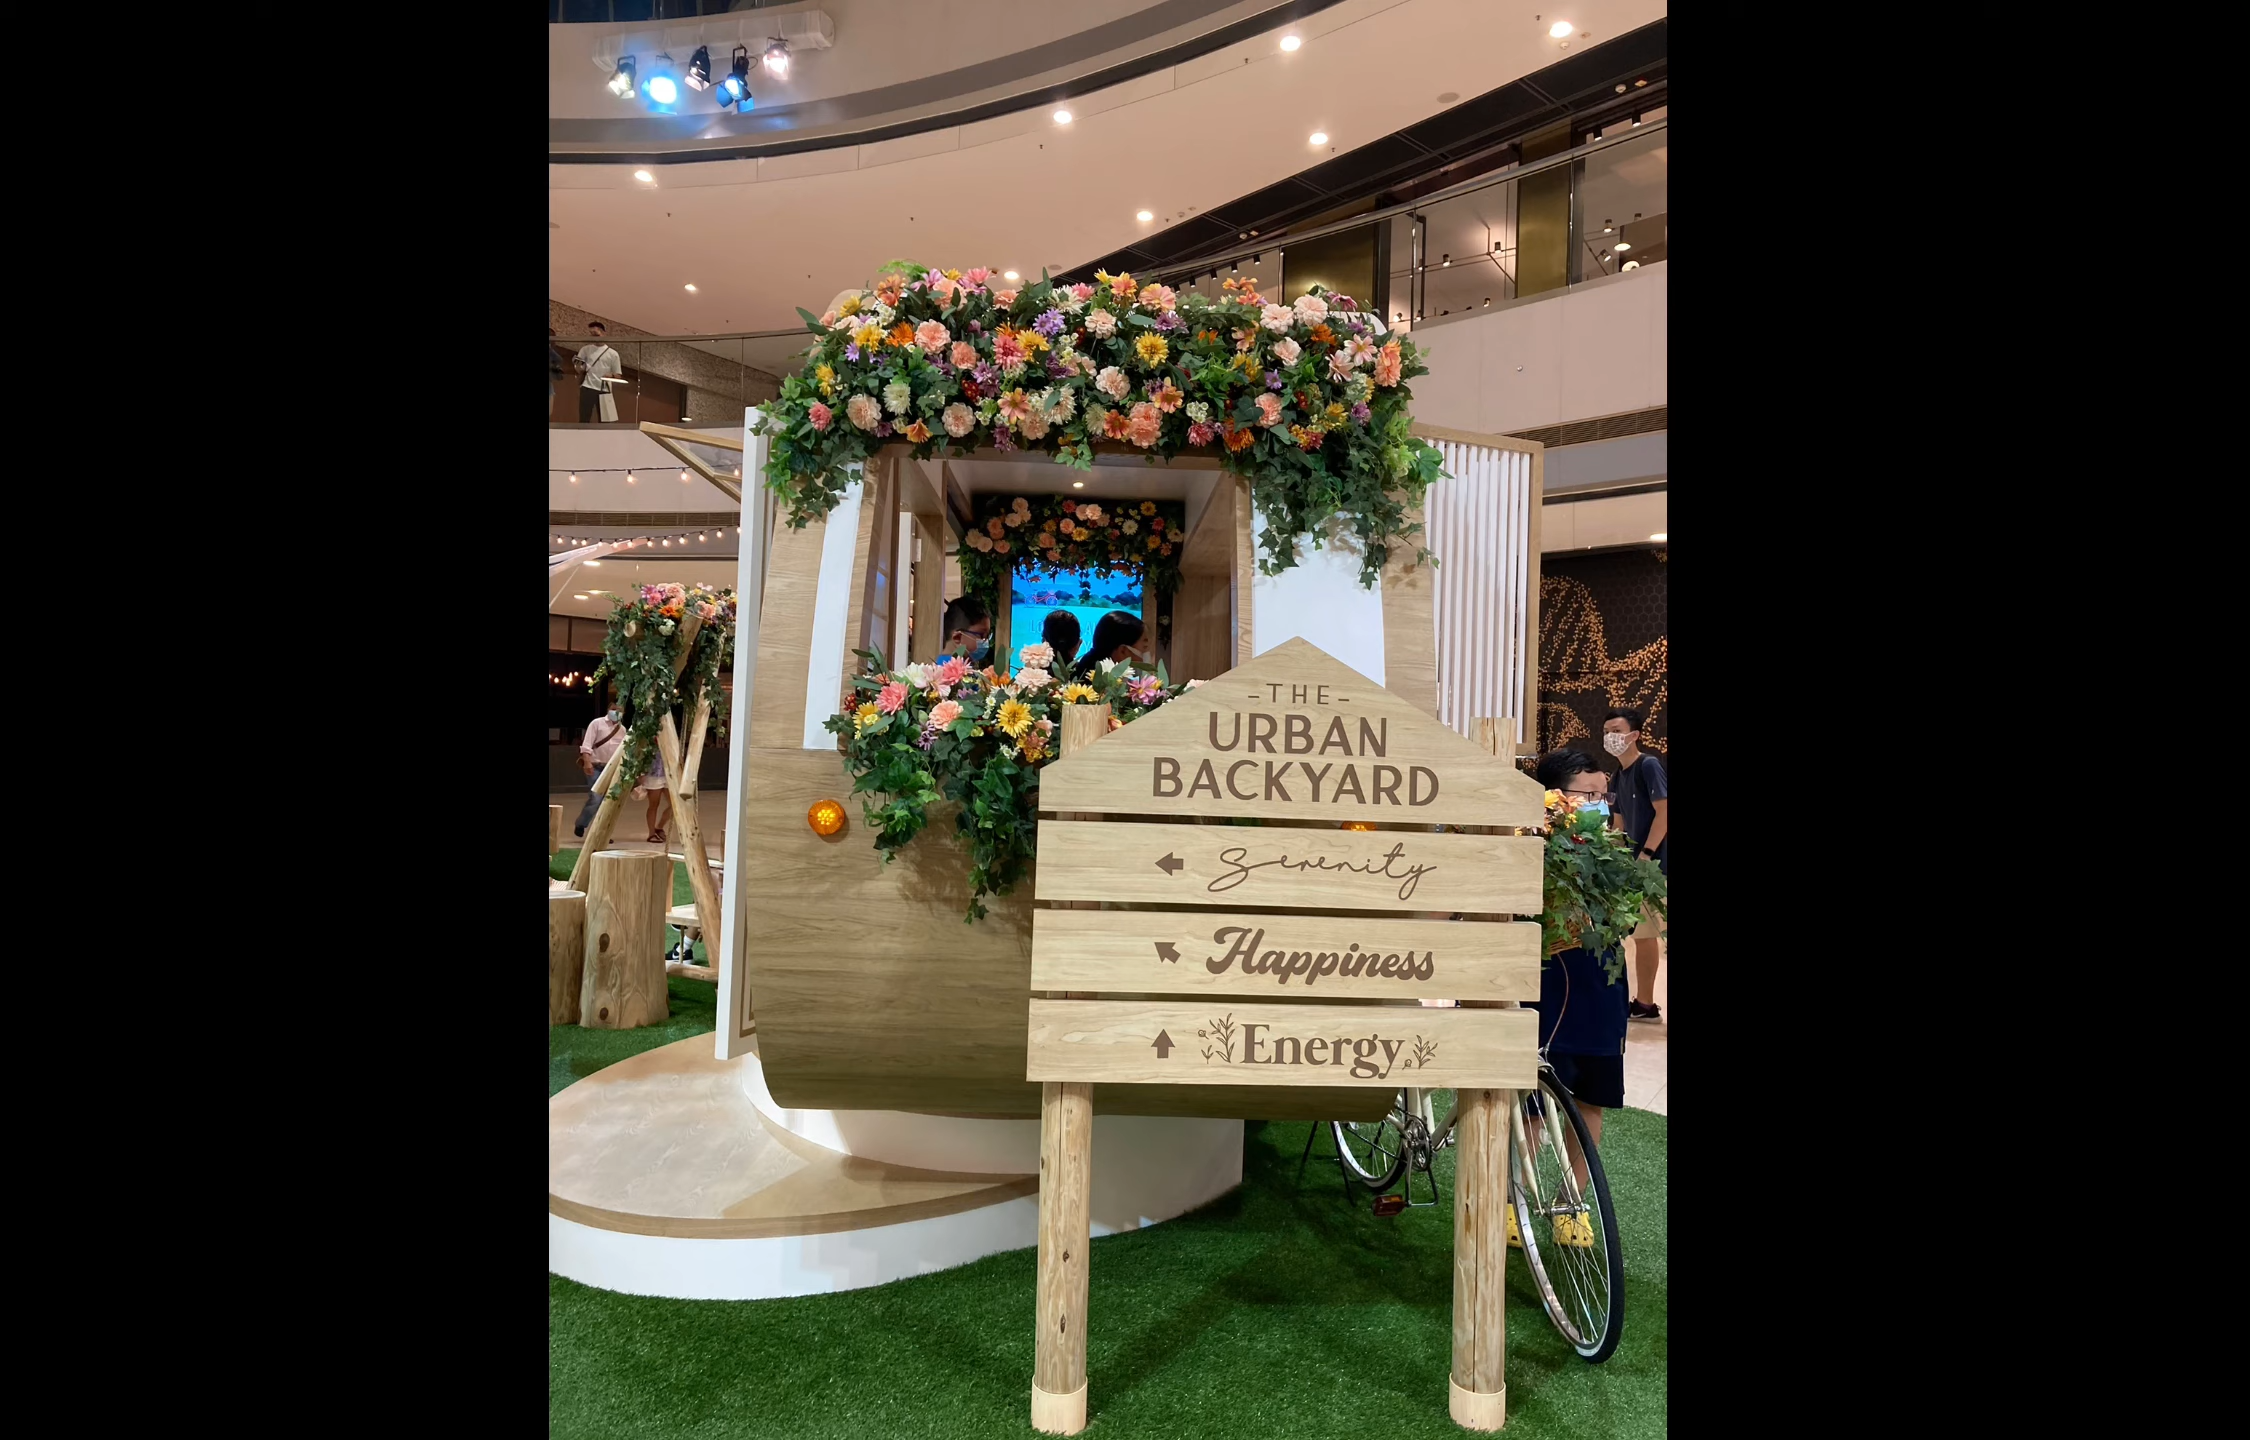 -THE-
URBAN
BACKYARD
← Serenity
↖ Happiness
↑ Energy